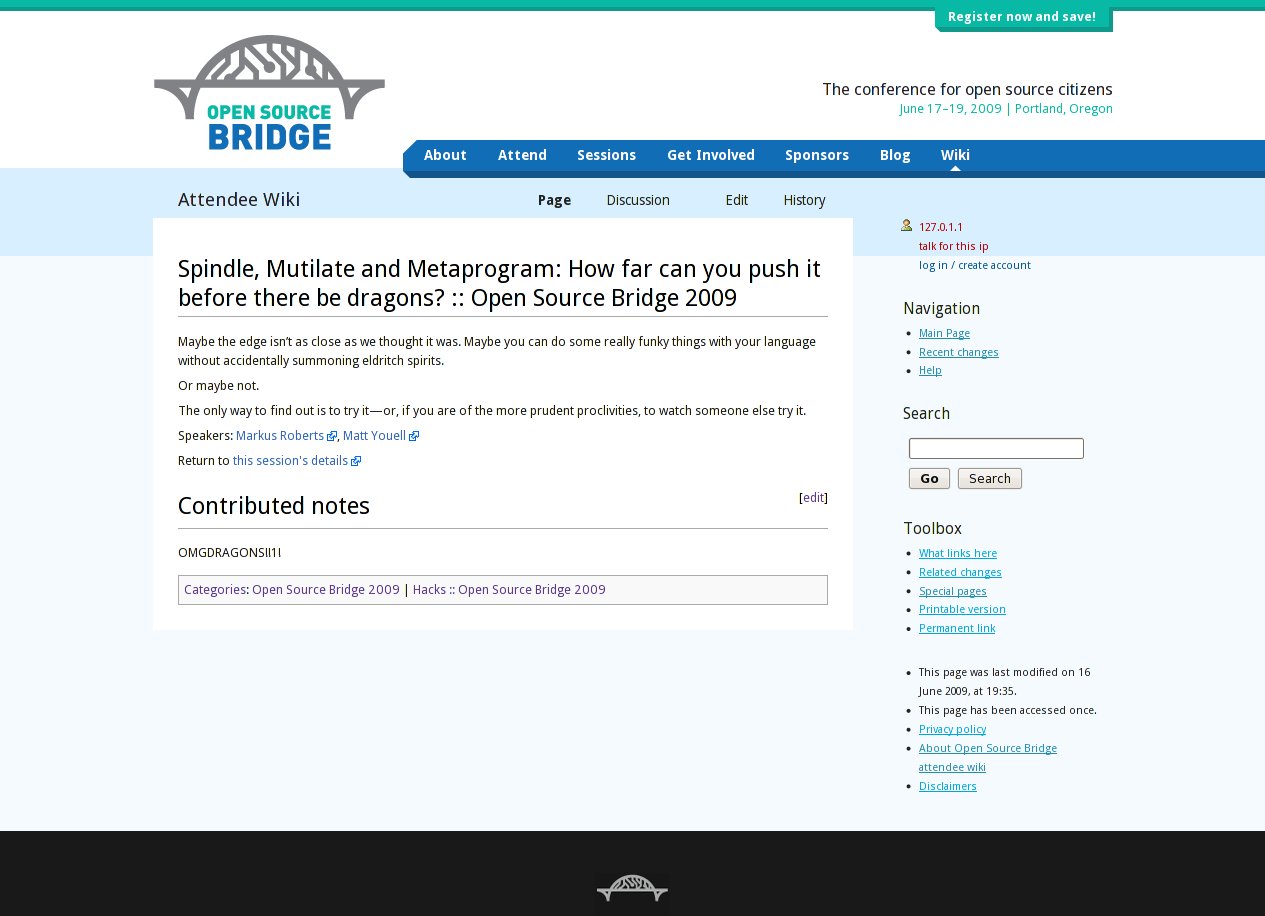 Register now and save!
OPEN SOURCE
BRIDGE
The conference for open source citizens
June 17–19, 2009 | Portland, Oregon
About Attend Sessions Get Involved Sponsors Blog Wiki
Attendee Wiki
Page Discussion Edit History
Spindle, Mutilate and Metaprogram: How far can you push it
before there be dragons? :: Open Source Bridge 2009
Maybe the edge isn’t as close as we thought it was. Maybe you can do some really funky things with your language
without accidentally summoning eldritch spirits.
Or maybe not.
The only way to find out is to try it—or, if you are of the more prudent proclivities, to watch someone else try it.
Speakers: Markus Roberts, Matt Youell
Return to this session's details
Contributed notes
[edit]
OMGDRAGONS!!1!
Categories: Open Source Bridge 2009 | Hacks :: Open Source Bridge 2009
127.0.1.1
talk for this ip
log in / create account
Navigation
Main Page
Recent changes
Help
Search
Go Search
Toolbox
What links here
Related changes
Special pages
Printable version
Permanent link
This page was last modified on 16
June 2009, at 19:35.
This page has been accessed once.
Privacy policy
About Open Source Bridge
attendee wiki
Disclaimers